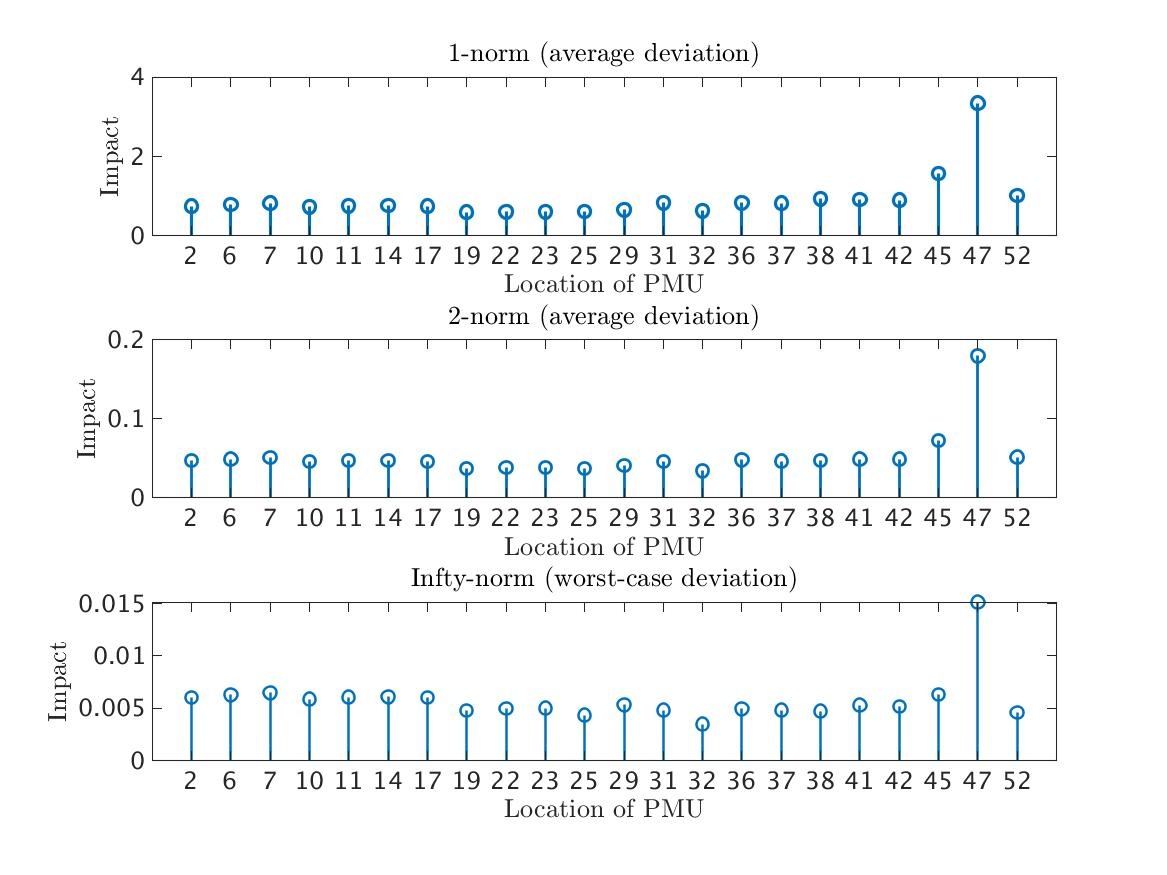 1-norm (average deviation)
4
2
0
Impact
2 6 7 10 11 14 17 19 22 23 25 29 31 32 36 37 38 41 42 45 47 52
Location of PMU
2-norm (average deviation)
0.2
0.1
0
Impact
2 6 7 10 11 14 17 19 22 23 25 29 31 32 36 37 38 41 42 45 47 52
Location of PMU
Infty-norm (worst-case deviation)
0.015
0.01
0.005
0
Impact
2 6 7 10 11 14 17 19 22 23 25 29 31 32 36 37 38 41 42 45 47 52
Location of PMU